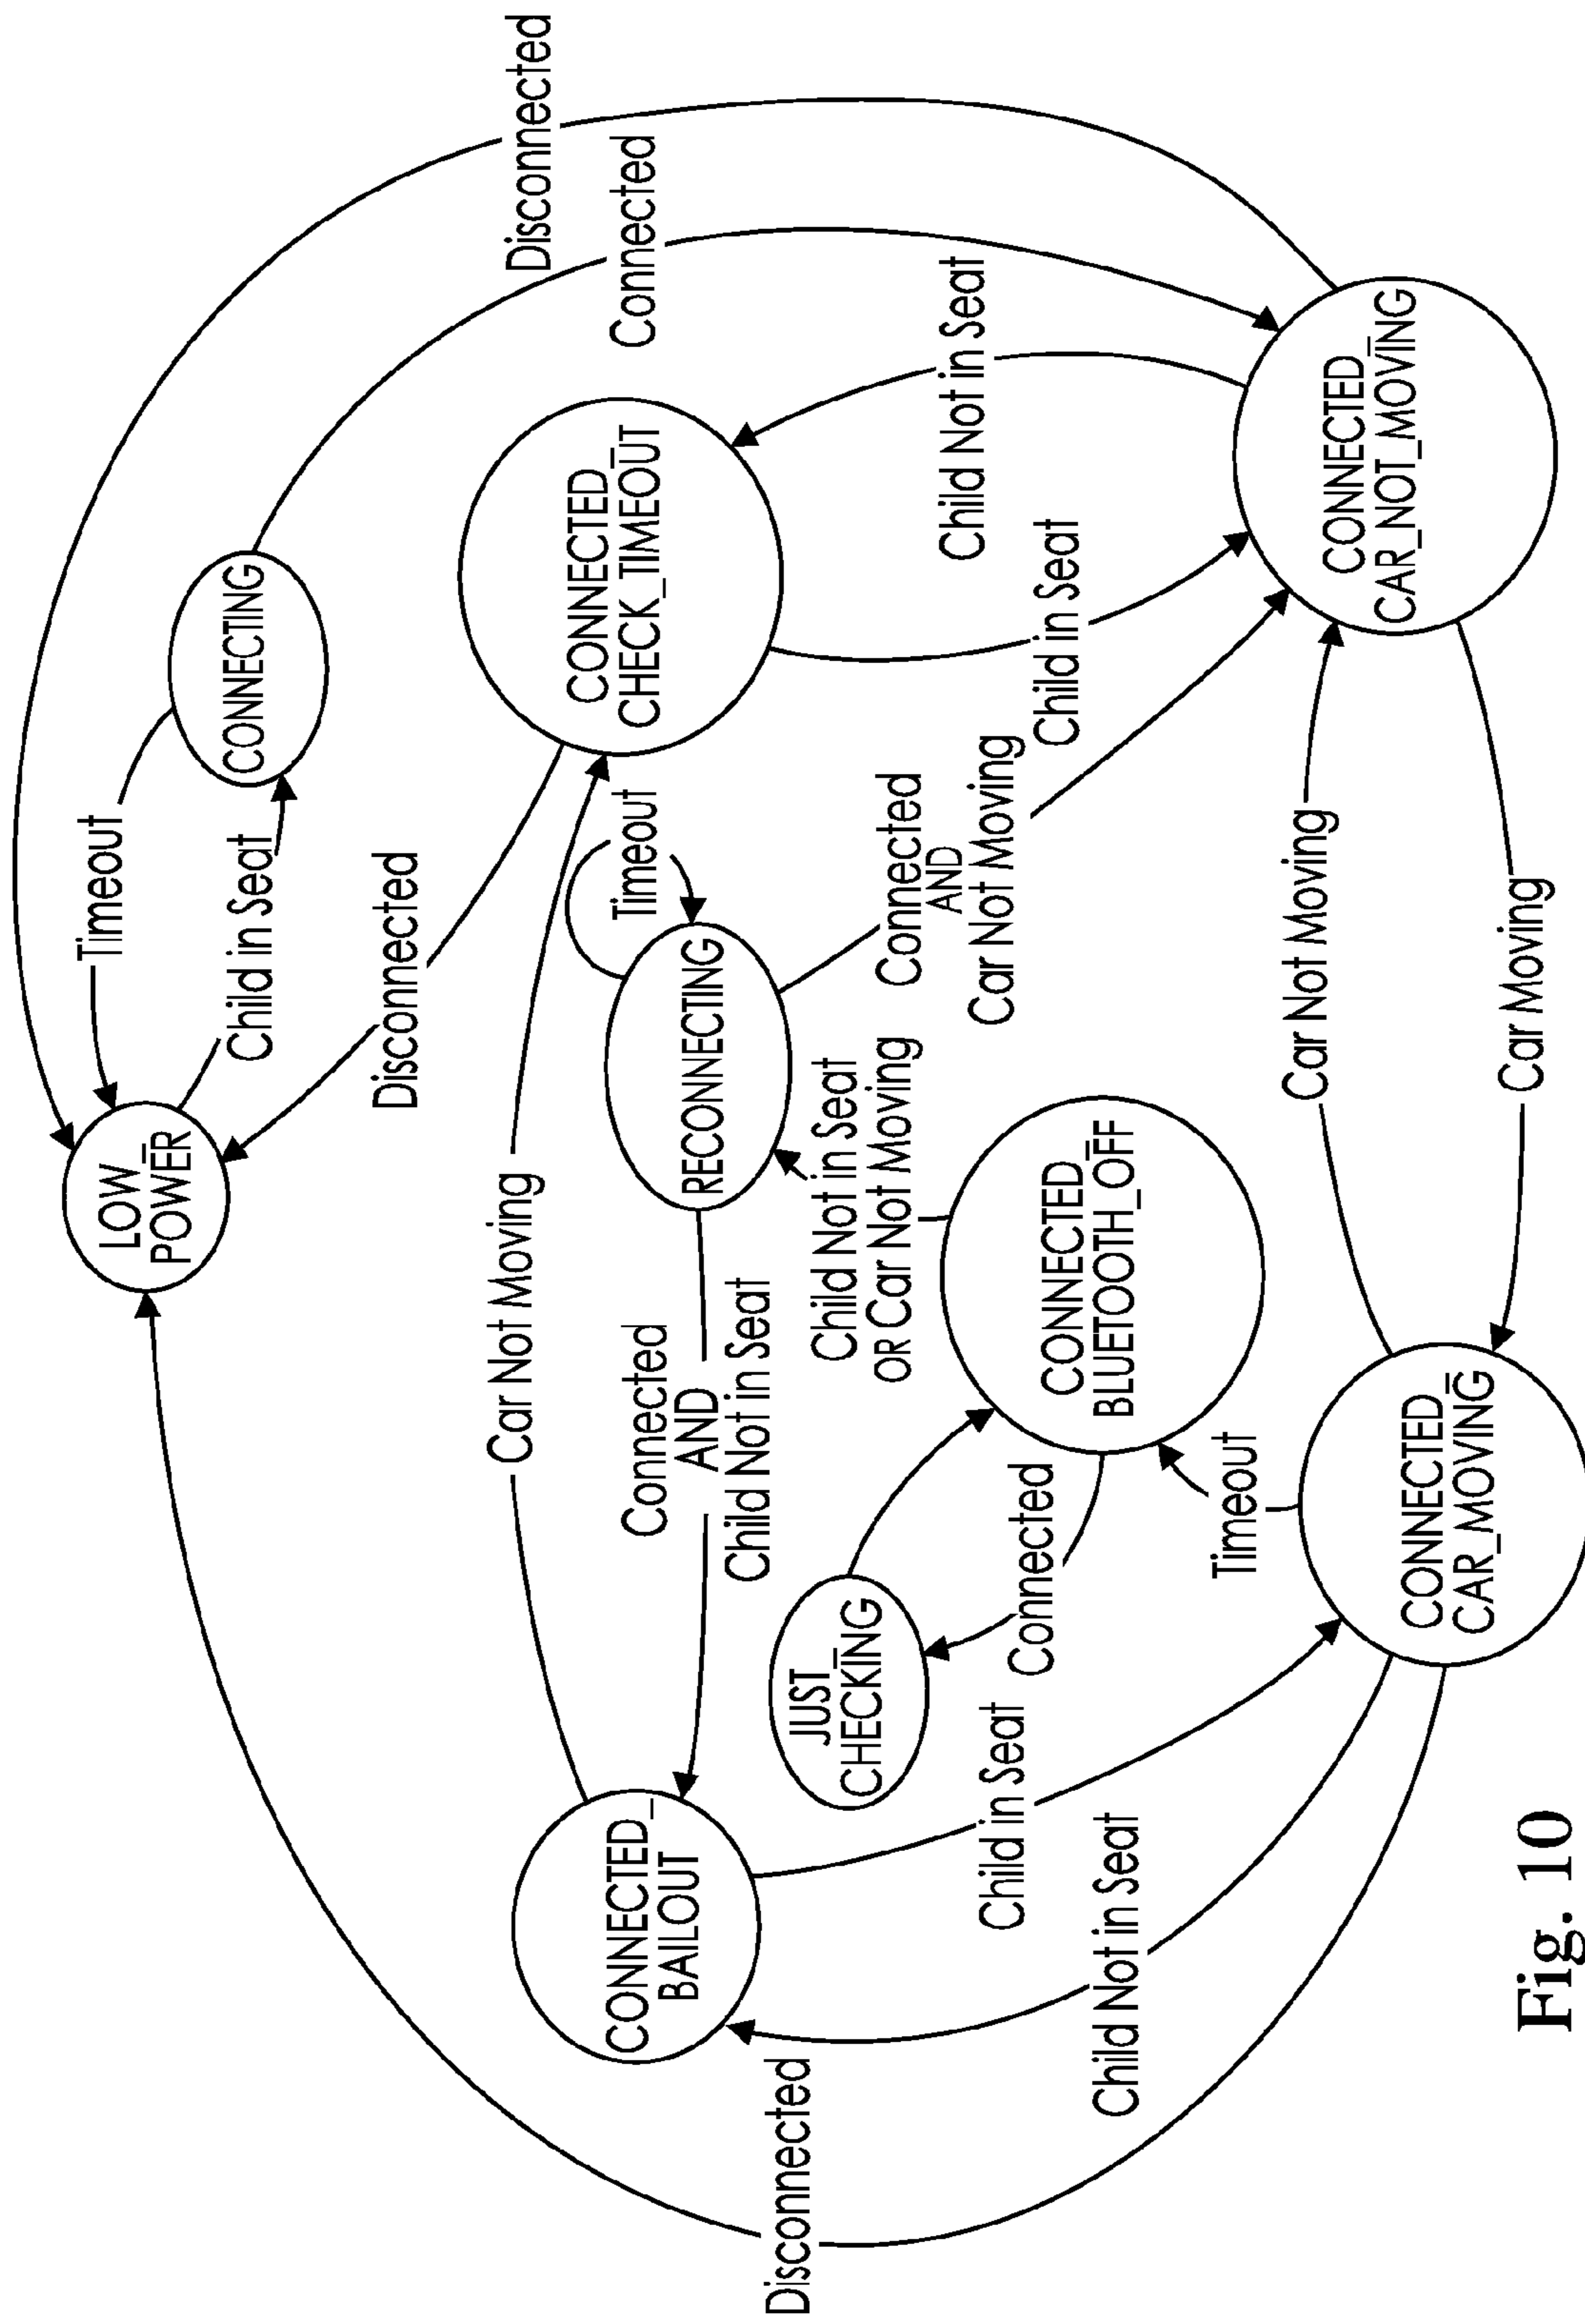 Disconnected
LOW_
POWER
Timeout
CONNECTING
Child in Seat
Disconnected
Connected
Car Not Moving
CONNECTED_
CHECK_TIMEOUT
CONNECTED_
BAILOUT
Connected
AND
Child Not in Seat
RECONNECTING
Timeout
Disconnected
JUST_
CHECKING
Child Not in Seat
OR Car Not Moving
Connected
AND
Car Not Moving
Child Not in Seat
Child in Seat
Child in Seat
Connected
CONNECTED_
BLUETOOTH_OFF
Child Not in Seat
Timeout
Car Not Moving
CONNECTED_
CAR_NOT_MOVING
CONNECTED_
CAR_MOVING
Car Moving
Fig. 10